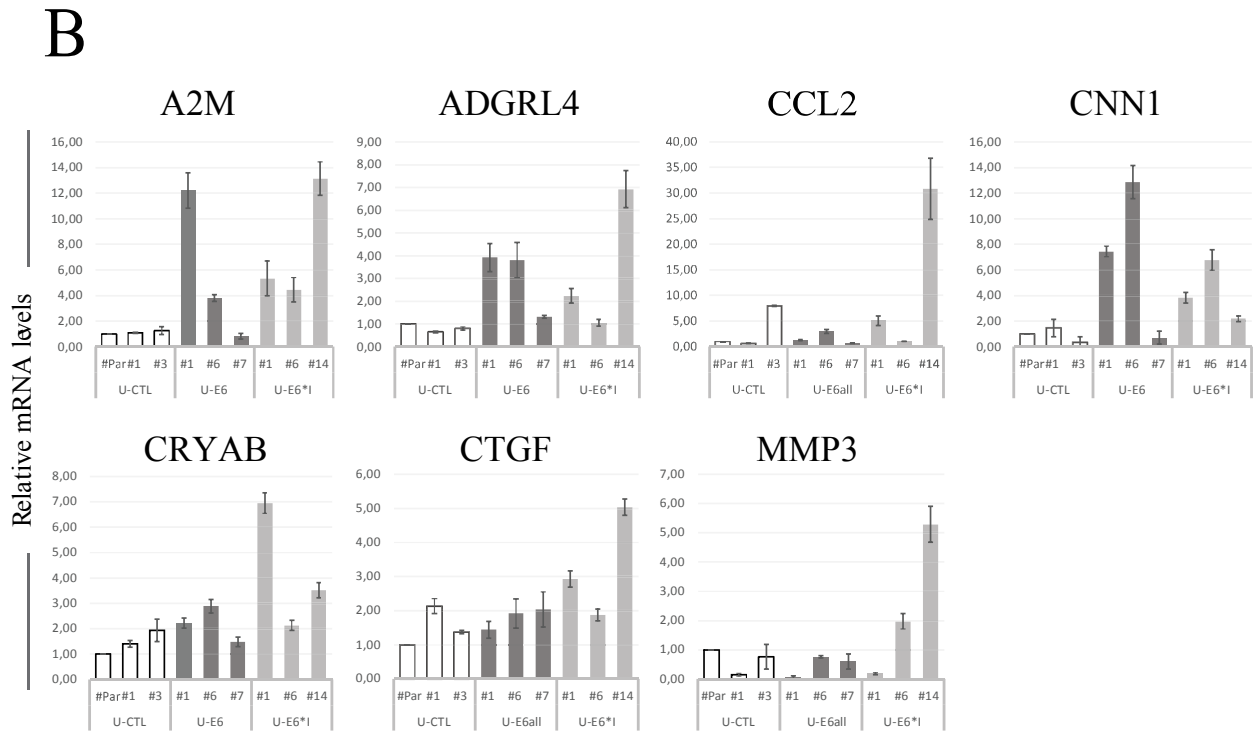 B
A2M
ADGRL4
CCL2
CNN1
Relative mRNA levels
16,00
14,00
12,00
10,00
8,00
6,00
4,00
2,00
0,00
#Par #1 #3 #1 #6 #7 #1 #6 #14
U-CTL U-E6 U-E6*I
9,00
8,00
7,00
6,00
5,00
4,00
3,00
2,00
1,00
0,00
#Par #1 #3 #1 #6 #7 #1 #6 #14
U-CTL U-E6 U-E6*I
40,00
35,00
30,00
25,00
20,00
15,00
10,00
5,00
0,00
#Par #1 #3 #1 #6 #7 #1 #6 #14
U-CTL U-E6all U-E6*I
16,00
14,00
12,00
10,00
8,00
6,00
4,00
2,00
0,00
#Par #1 #3 #1 #6 #7 #1 #6 #14
U-CTL U-E6 U-E6*I
CRYAB
CTGF
MMP3
8,00
7,00
6,00
5,00
4,00
3,00
2,00
1,00
0,00
#Par #1 #3 #1 #6 #7 #1 #6 #14
U-CTL U-E6 U-E6*I
6,00
5,00
4,00
3,00
2,00
1,00
0,00
#Par #1 #3 #1 #6 #7 #1 #6 #14
U-CTL U-E6all U-E6*I
7,00
6,00
5,00
4,00
3,00
2,00
1,00
0,00
#Par #1 #3 #1 #6 #7 #1 #6 #14
U-CTL U-E6all U-E6*I